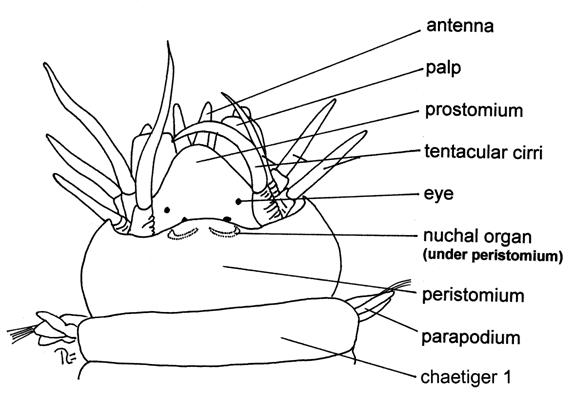 antenna
palp
prostomium
tentacular cirri
eye
nuchal organ
(under peristomium)
peristomium
parapodium
chaetiger 1